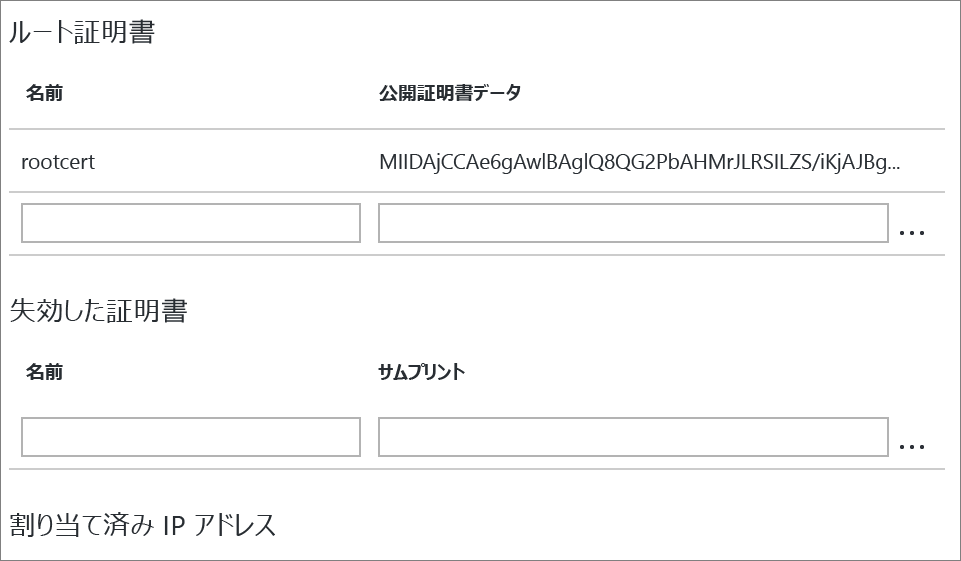 ルート証明書
名前 公開証明書データ
rootcert MIIDAjCCAe6gAwlBAglQ8QG2PbAHMrJLRSILZS/iKjAJBg...
...
失効した証明書
名前 サムプリント
...
割り当て済み IP アドレス